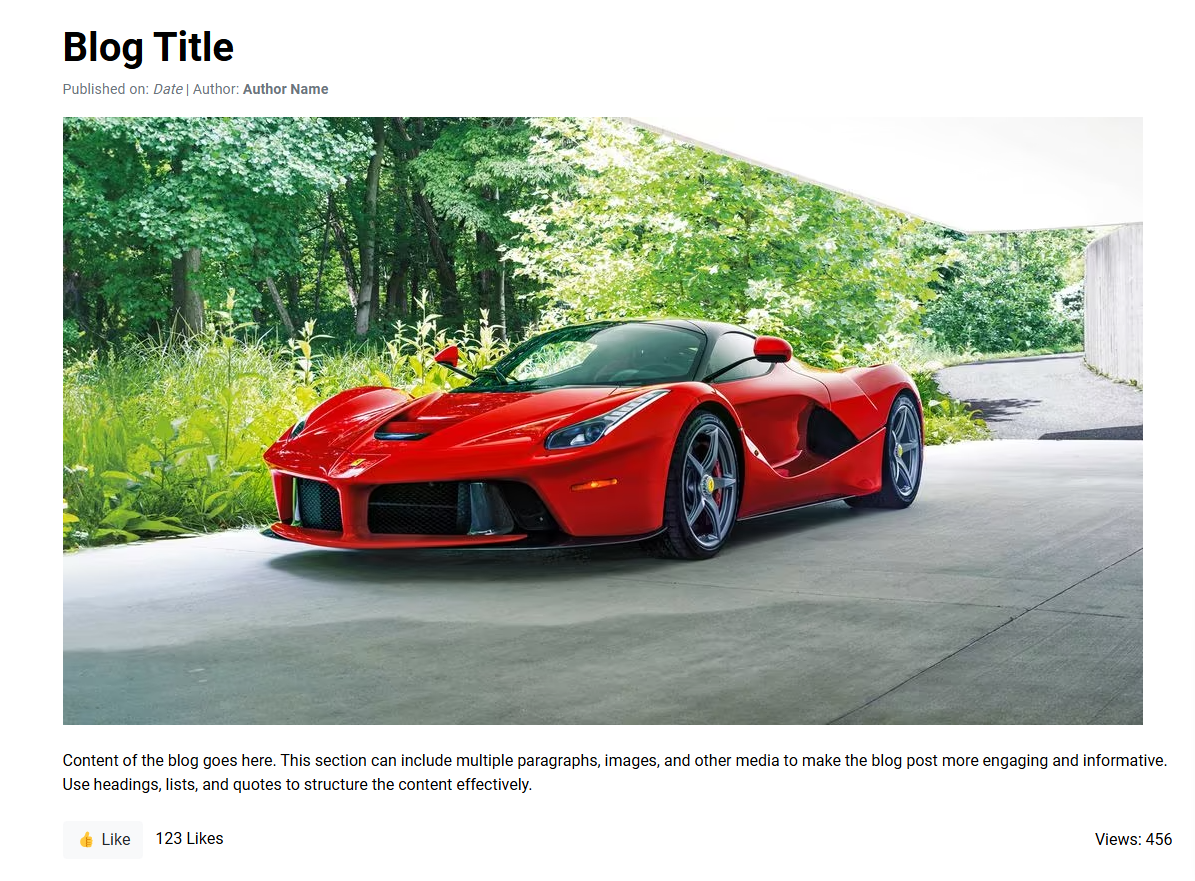 Blog Title
Published on: Date | Author: Author Name
Content of the blog goes here. This section can include multiple paragraphs, images, and other media to make the blog post more engaging and informative.
Use headings, lists, and quotes to structure the content effectively.
👍 Like 123 Likes Views: 456